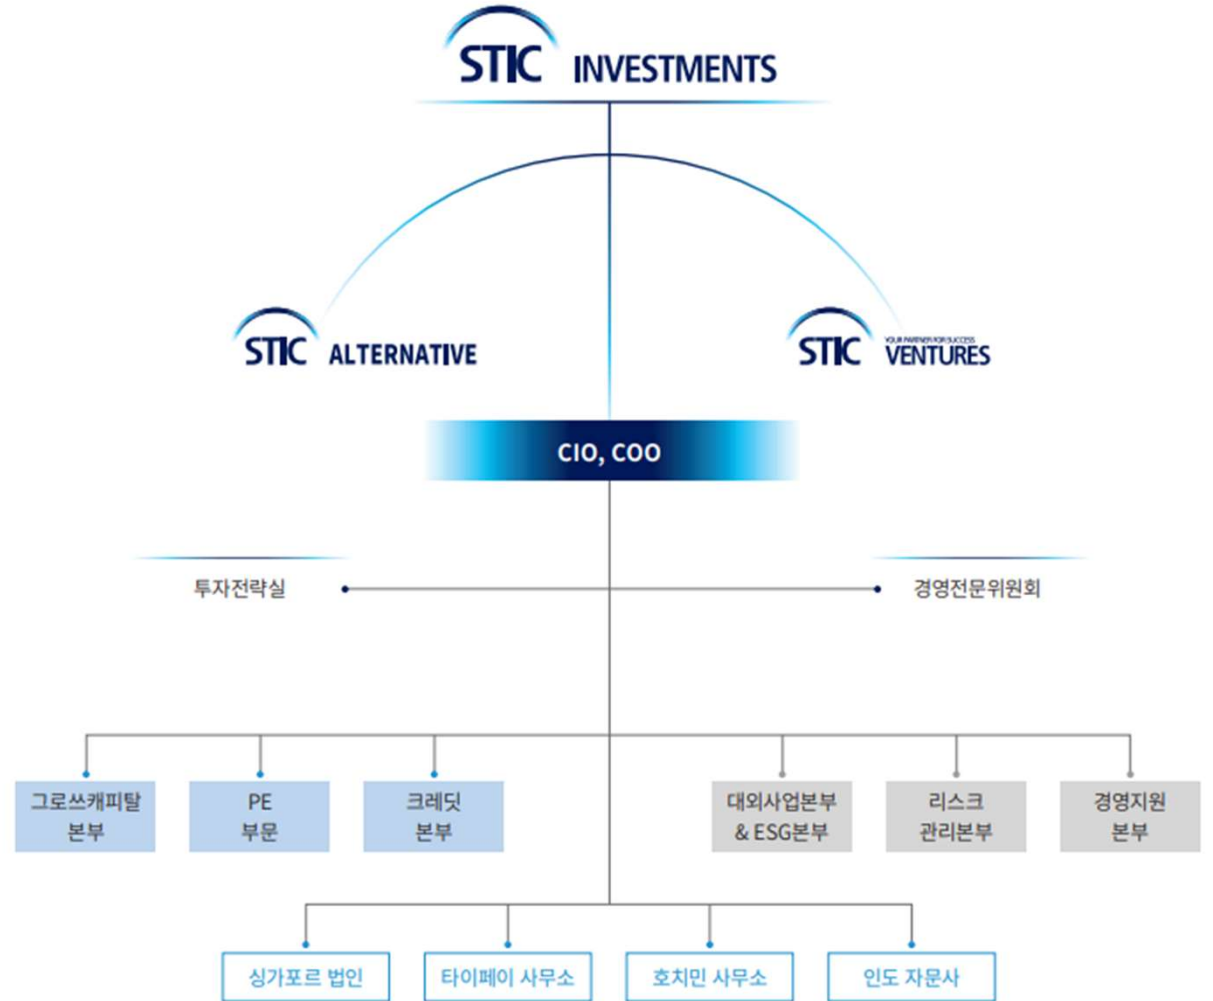 STIC INVESTMENTS
STIC ALTERNATIVE
STIC YOUR PARTNER FOR SUCCESS
VENTURES
CIO, COO
투자전략실
경영전문위원회
그로쓰캐피탈
본부
PE
부문
크레딧
본부
대외사업본부
& ESG본부
리스크
관리본부
경영지원
본부
싱가포르 법인
타이페이 사무소
호치민 사무소
인도 자문사